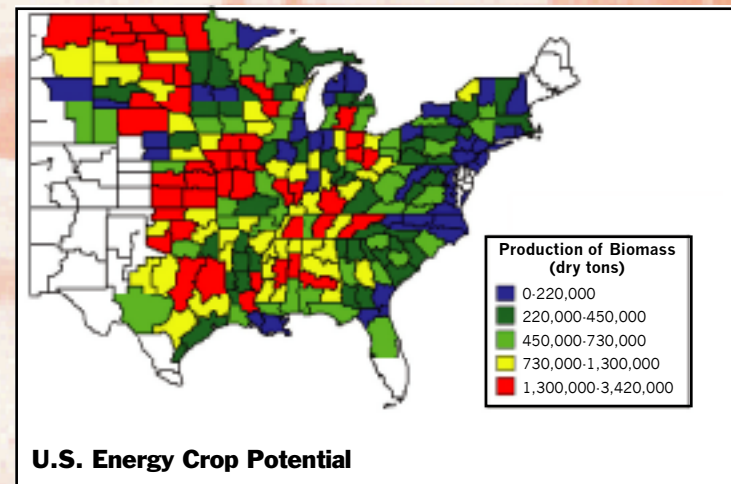 Production of Biomass
(dry tons)
0-220,000
220,000-450,000
450,000-730,000
730,000-1,300,000
1,300,000-3,420,000
U.S. Energy Crop Potential